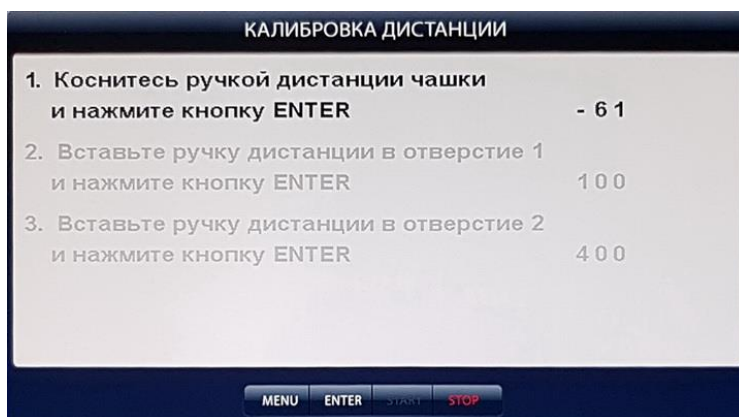 КАЛИБРОВКА ДИСТАНЦИИ
1. Коснитесь ручкой дистанции чашки
и нажмите кнопку ENTER - 61
2. Вставьте ручку дистанции в отверстие 1
и нажмите кнопку ENTER 100
3. Вставьте ручку дистанции в отверстие 2
и нажмите кнопку ENTER 400
MENU ENTER START STOP